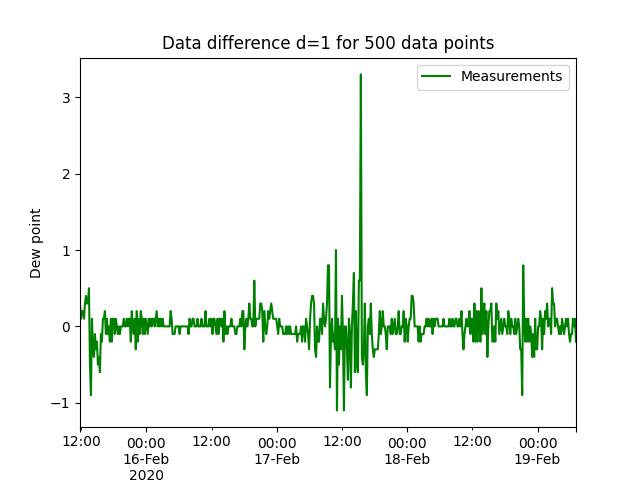 Data difference d=1 for 500 data points
Measurements
Dew point
3
2
1
0
−1
12:00 00:00 12:00 00:00 12:00 00:00 12:00 00:00
16-Feb 17-Feb 18-Feb 19-Feb
2020